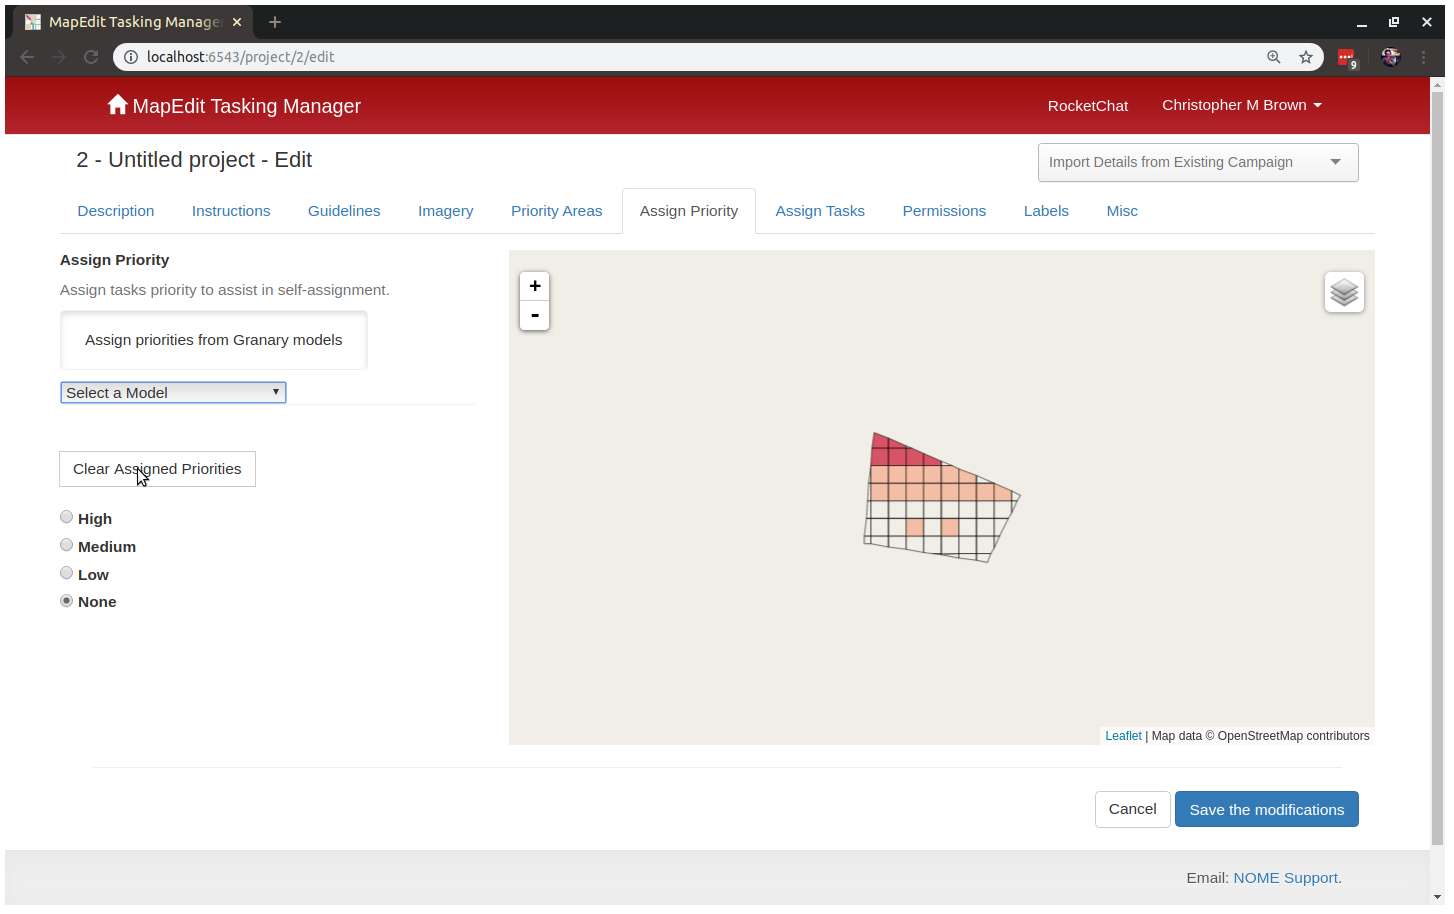 MapEdit Tasking Manage
localhost:6543/project/2/edit
9
MapEdit Tasking Manager
RocketChat
Christopher M Brown
2 - Untitled project - Edit
Import Details from Existing Campaign
Description
Instructions
Guidelines
Imagery
Priority Areas
Assign Priority
Assign Tasks
Permissions
Labels
Misc
Assign Priority
Assign tasks priority to assist in self-assignment.
Assign priorities from Granary models
Select a Model
Clear Assigned Priorities
High
Medium
Low
None
+
-
Leaflet | Map data © OpenStreetMap contributors
Cancel
Save the modifications
Email: NOME Support.